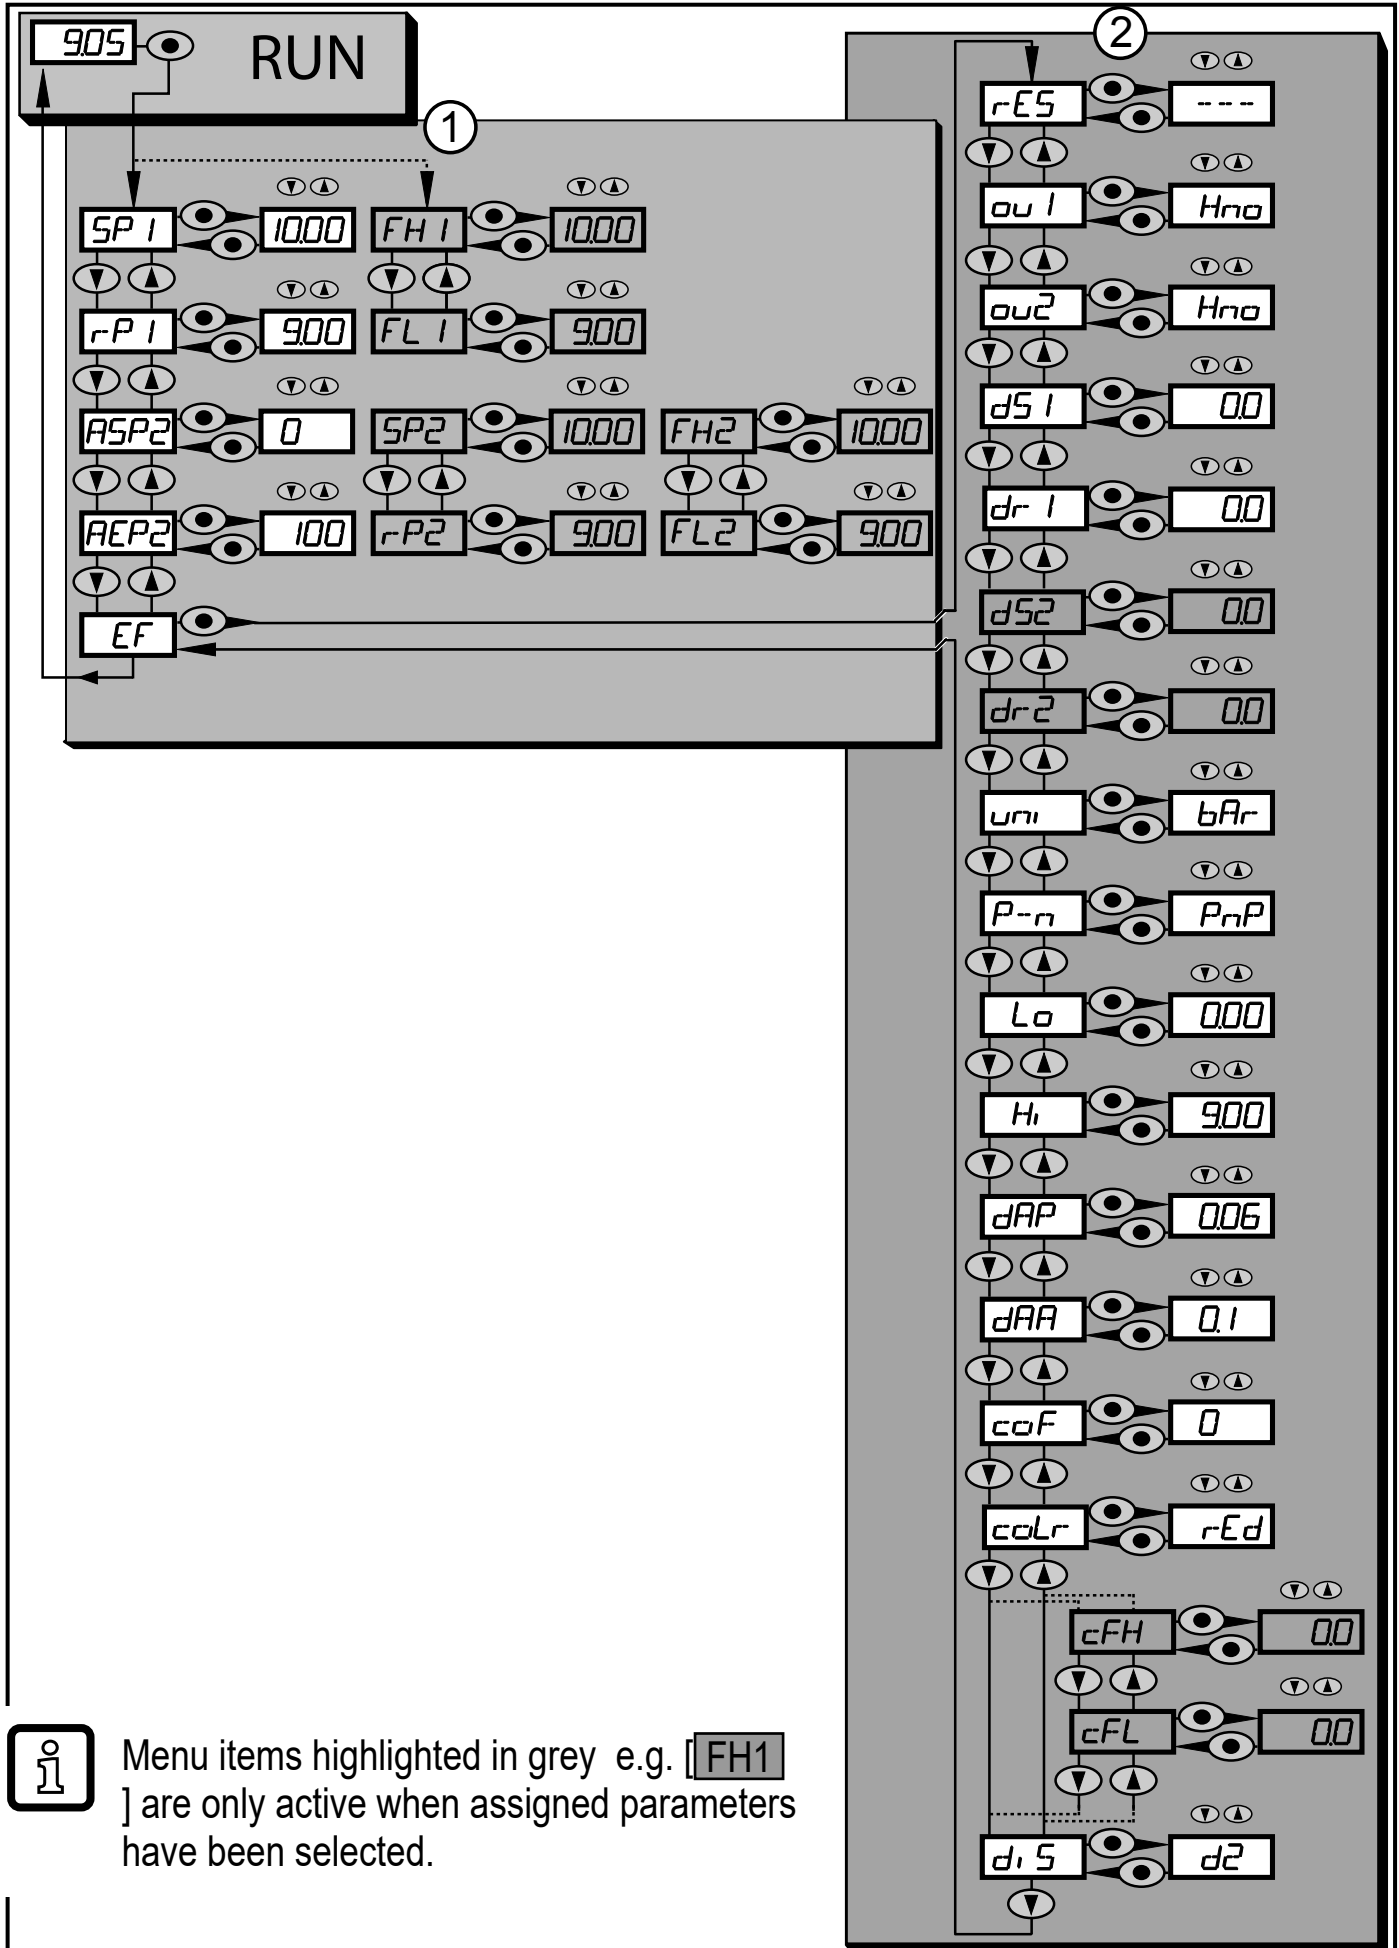 9.05 RUN
1
SP1 10.00 FH1 10.00
rP1 9.00 FL1 9.00
ASP2 0 SP2 10.00 FH2 10.00
AEP2 100 rP2 9.00 FL2 9.00
EF
2
rES ---
ou1 Hno
ou2 Hno
dS1 0.0
dr1 0.0
dS2 0.0
dr2 0.0
uni bAr
P-n PnP
Lo 0.00
Hi 9.00
dAP 0.06
dAA 0.1
coF 0
coLr rEd
cFH 0.0
cFL 0.0
diS d2
Menu items highlighted in grey e.g. [FH1
] are only active when assigned parameters
have been selected.